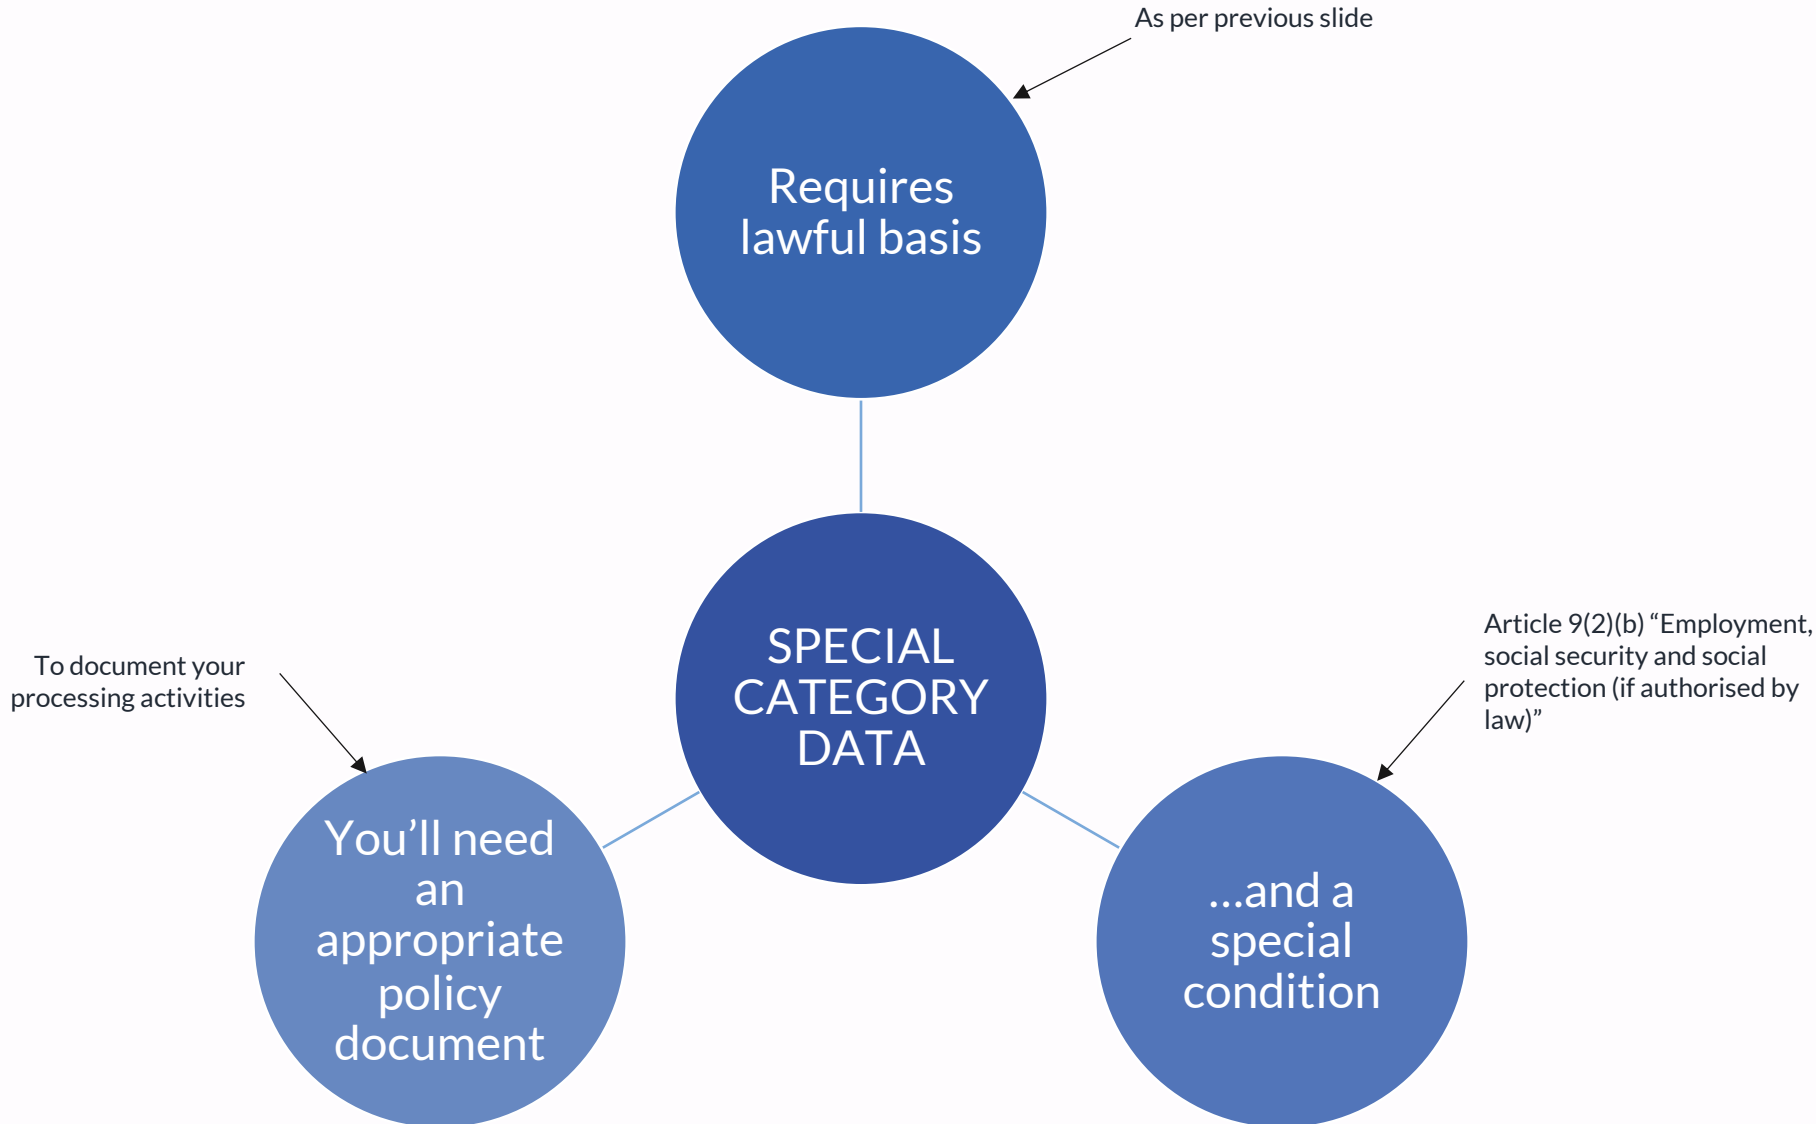 As per previous slide
Requires
lawful basis
SPECIAL
CATEGORY
DATA
Article 9(2)(b) “Employment,
social security and social
protection (if authorised by
law)”
…and a
special
condition
To document your
processing activities
You’ll need
an
appropriate
policy
document